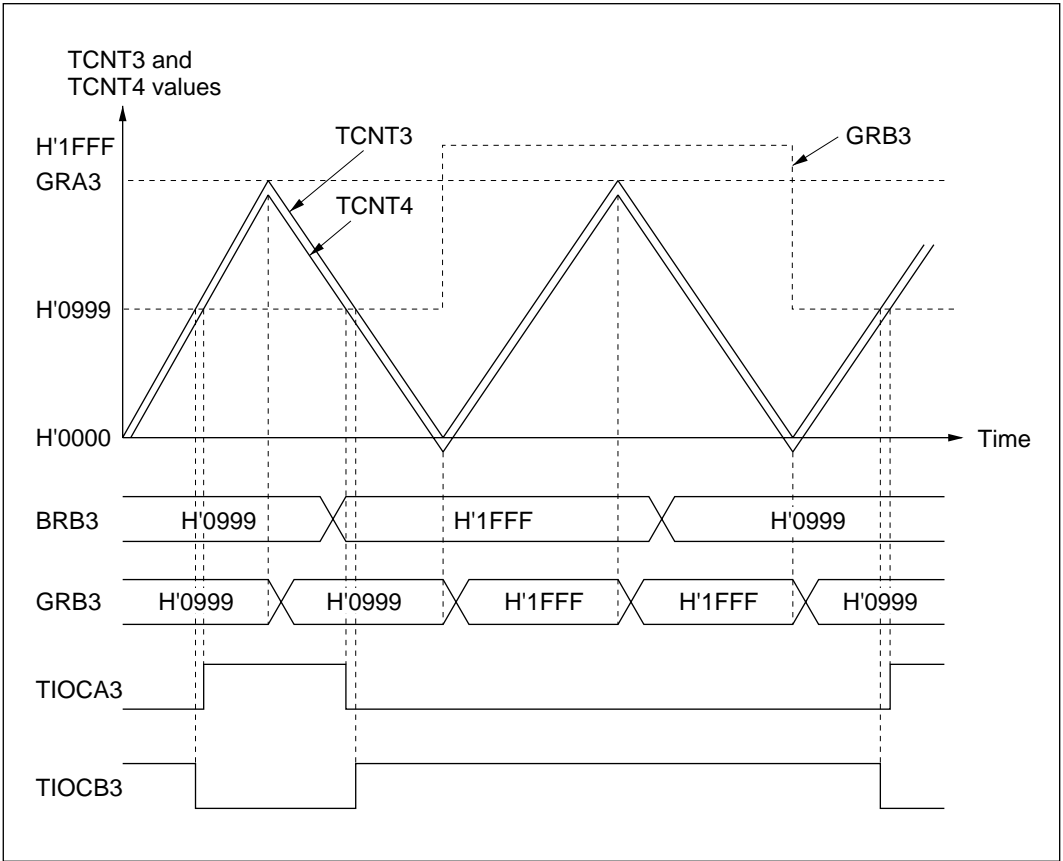 TCNT3 and
TCNT4 values
H'1FFF
TCNT3
GRB3
GRA3
TCNT4
H'0999
H'0000
Time
BRB3
H'0999
H'1FFF
H'0999
GRB3
H'0999
H'0999
H'1FFF
H'1FFF
H'0999
TIOCA3
TIOCB3